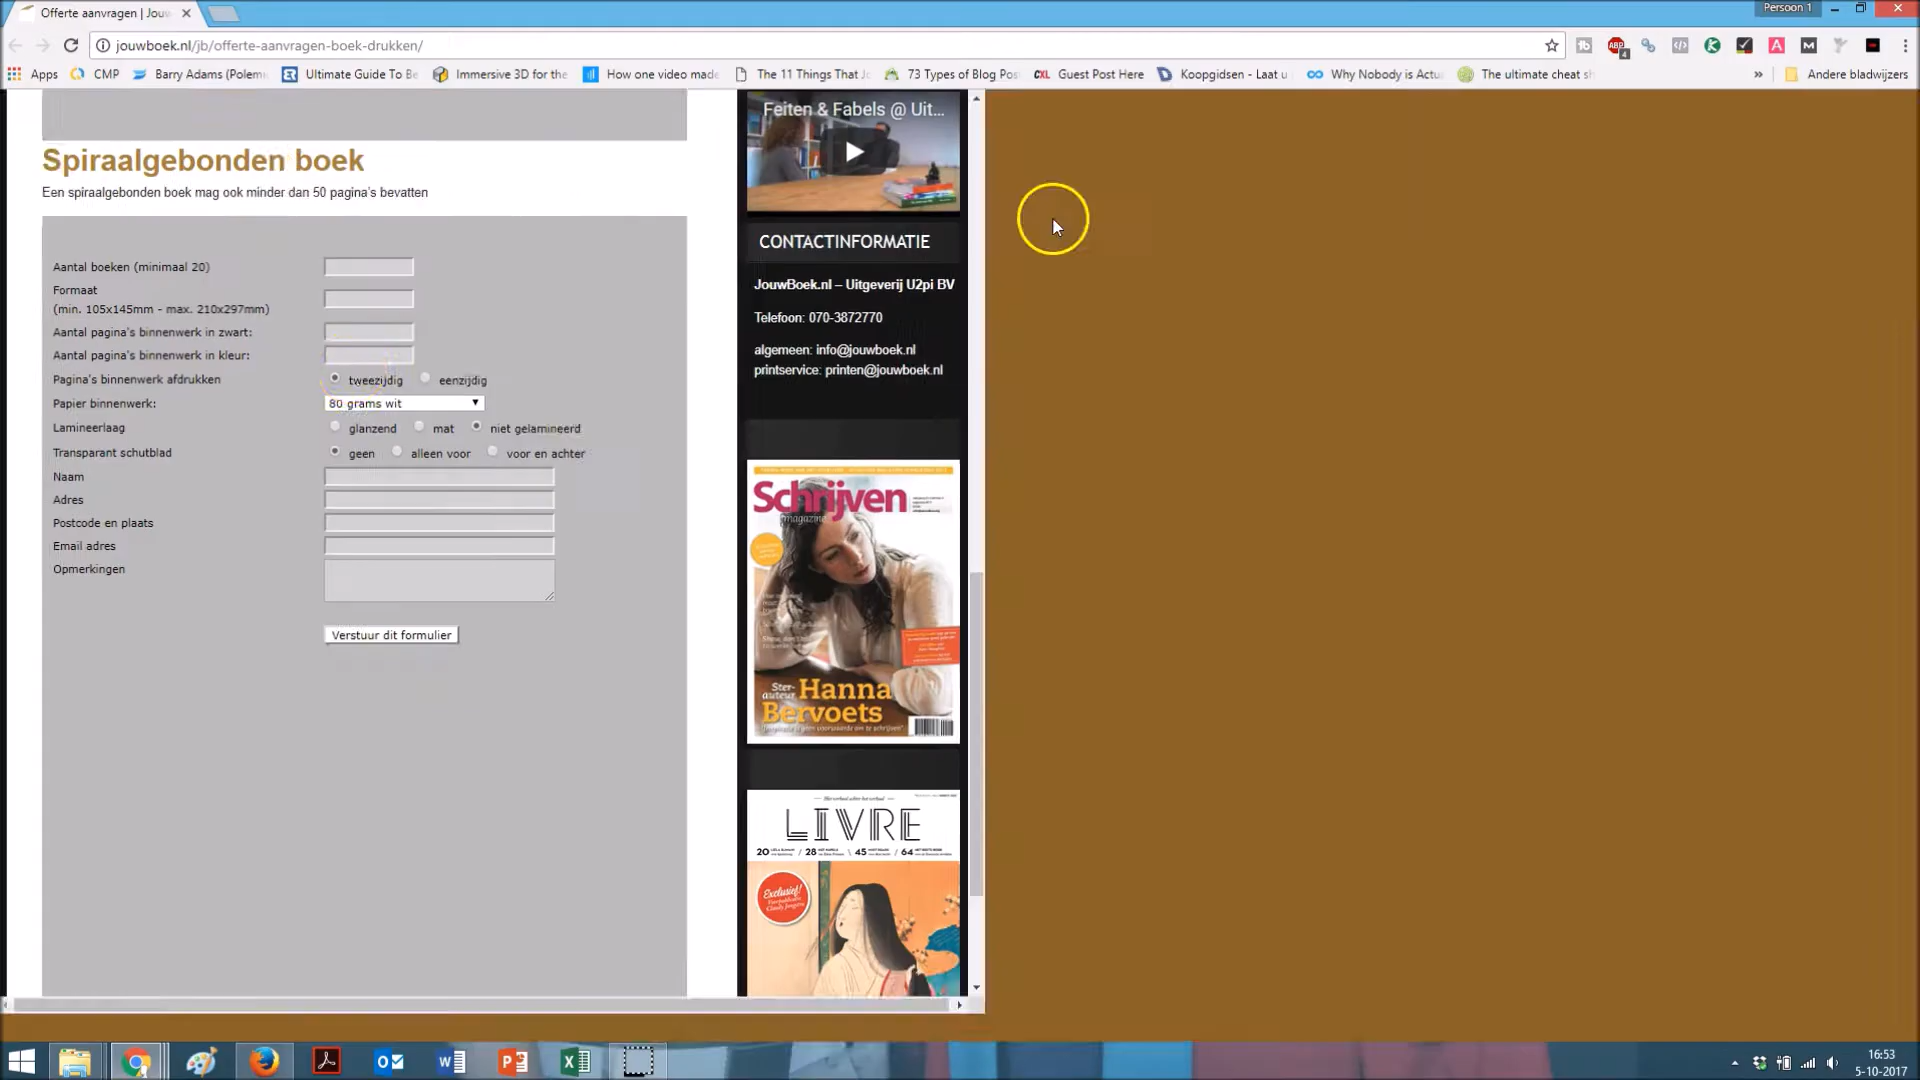 Offerte aanvragen | Jouw
Persoon 1
jouwboek.nl/jb/offerte-aanvragen-boek-drukken/
ABP
4
Apps
CMP
Barry Adams (Polem
Ultimate Guide To Be
Immersive 3D for the
How one video made
The 11 Things That Jo
73 Types of Blog Pos
CXL Guest Post Here
Koopgidsen - Laat u
Why Nobody is Actu
The ultimate cheat sh
»
Andere bladwijzers
Spiraalgebonden boek
Een spiraalgebonden boek mag ook minder dan 50 pagina's bevatten
Aantal boeken (minimaal 20)
Formaat
(min. 105x145mm - max. 210x297mm)
Aantal pagina's binnenwerk in zwart:
Aantal pagina's binnenwerk in kleur:
Pagina's binnenwerk afdrukken
tweezijdig
eenzijdig
Papier binnenwerk:
80 grams wit
Lamineerlaag
glanzend
mat
niet gelamineerd
Transparant schutblad
geen
alleen voor
voor en achter
Naam
Adres
Postcode en plaats
Email adres
Opmerkingen
Verstuur dit formulier
Feiten & Fabels @ Uit...
CONTACTINFORMATIE
JouwBoek.nl – Uitgeverij U2pi BV
Telefoon: 070-3872770
algemeen: info@jouwboek.nl
printservice: printen@jouwboek.nl
Schrijven
magazine
Ster-
auteur Hanna
Bervoets
LIVRE
20
28
45
64
Exclusief!
16:53
5-10-2017